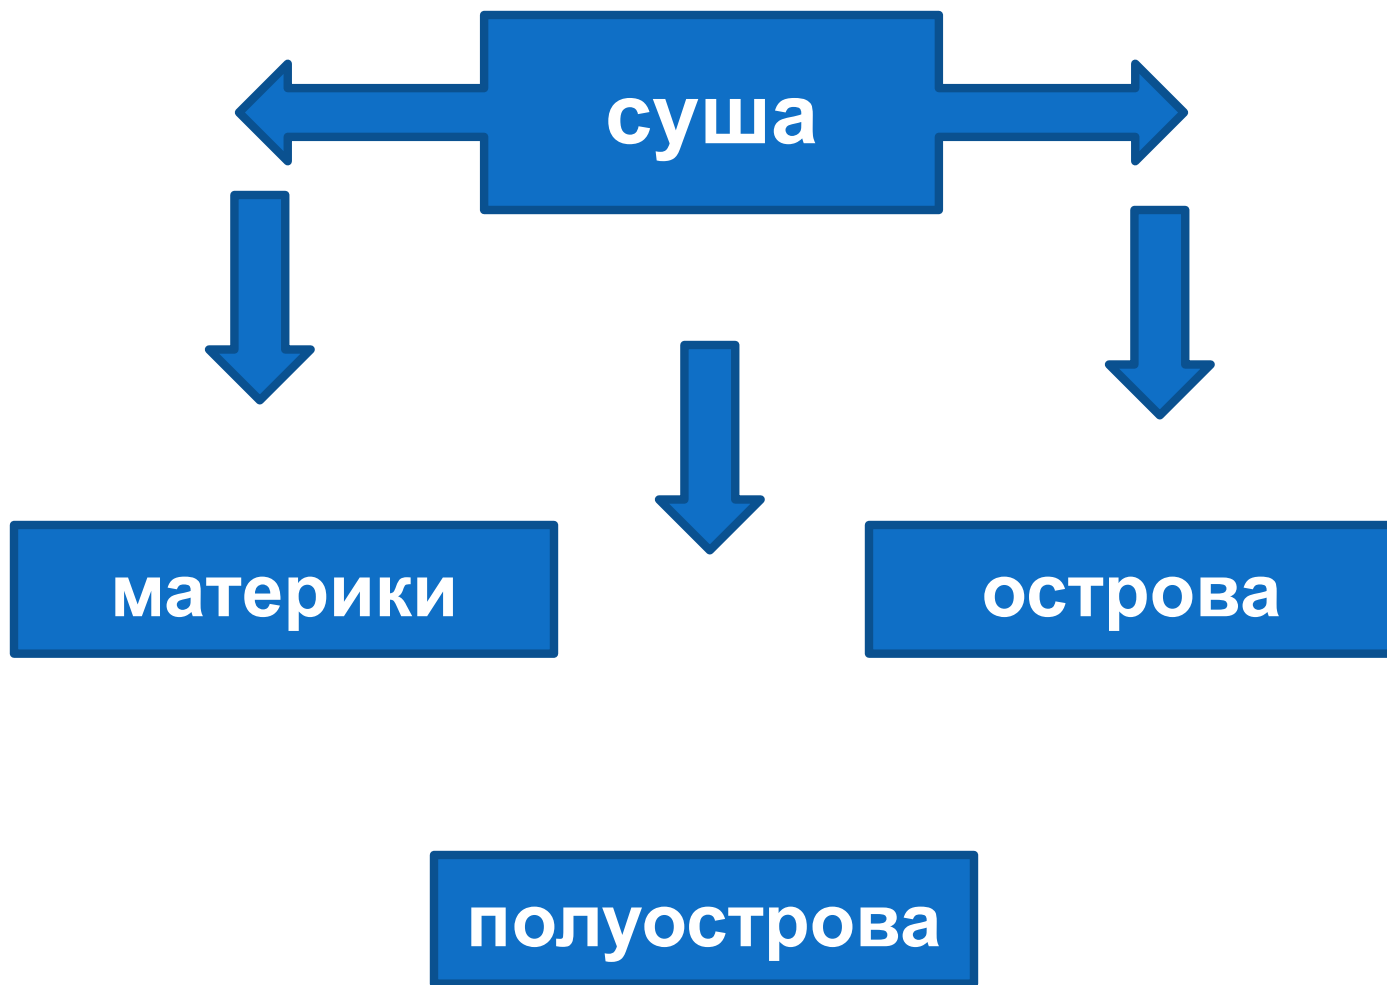 суша
материки
острова
полуострова